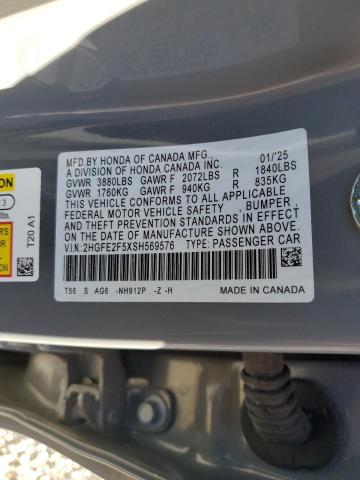 MFD.BY HONDA OF CANADA MFG., 01/'25
A DIVISION OF HONDA CANADA INC.
GVWR 3880LBS GAWR F 2072LBS R 1840LBS
GVWR 1760KG GAWR F 940KG R 835KG
THIS VEHICLE CONFORMS TO ALL APPLICABLE
FEDERAL MOTOR VEHICLE SAFETY , BUMPER ,
AND THEFT PREVENTION STANDARDS IN EFFECT
ON THE DATE OF MANUFACTURE SHOWN ABOVE.
V.I.N:2HGFE2F5XSH569576 TYPE:PASSENGER CAR
T56 S AG6 -NH912P -Z -H MADE IN CANADA
ION
3
lbs.
T20 A1